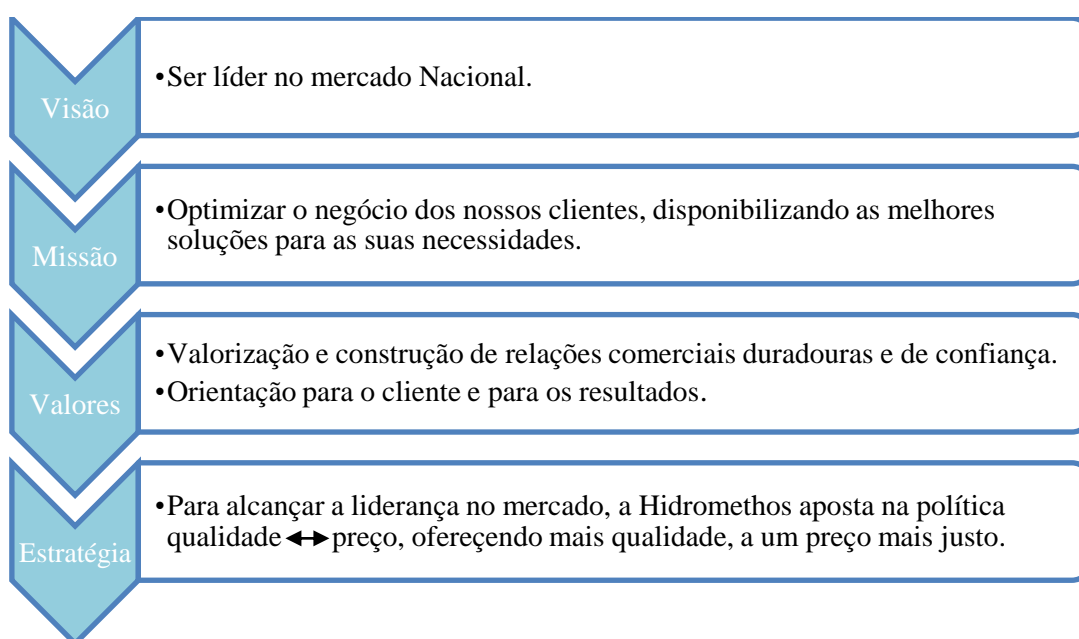 Visão
•Ser líder no mercado Nacional.
Missão
•Optimizar o negócio dos nossos clientes, disponibilizando as melhores
soluções para as suas necessidades.
Valores
•Valorização e construção de relações comerciais duradouras e de confiança.
•Orientação para o cliente e para os resultados.
Estratégia
•Para alcançar a liderança no mercado, a Hidromethos aposta na política
qualidade↔preço, ofereçendo mais qualidade, a um preço mais justo.